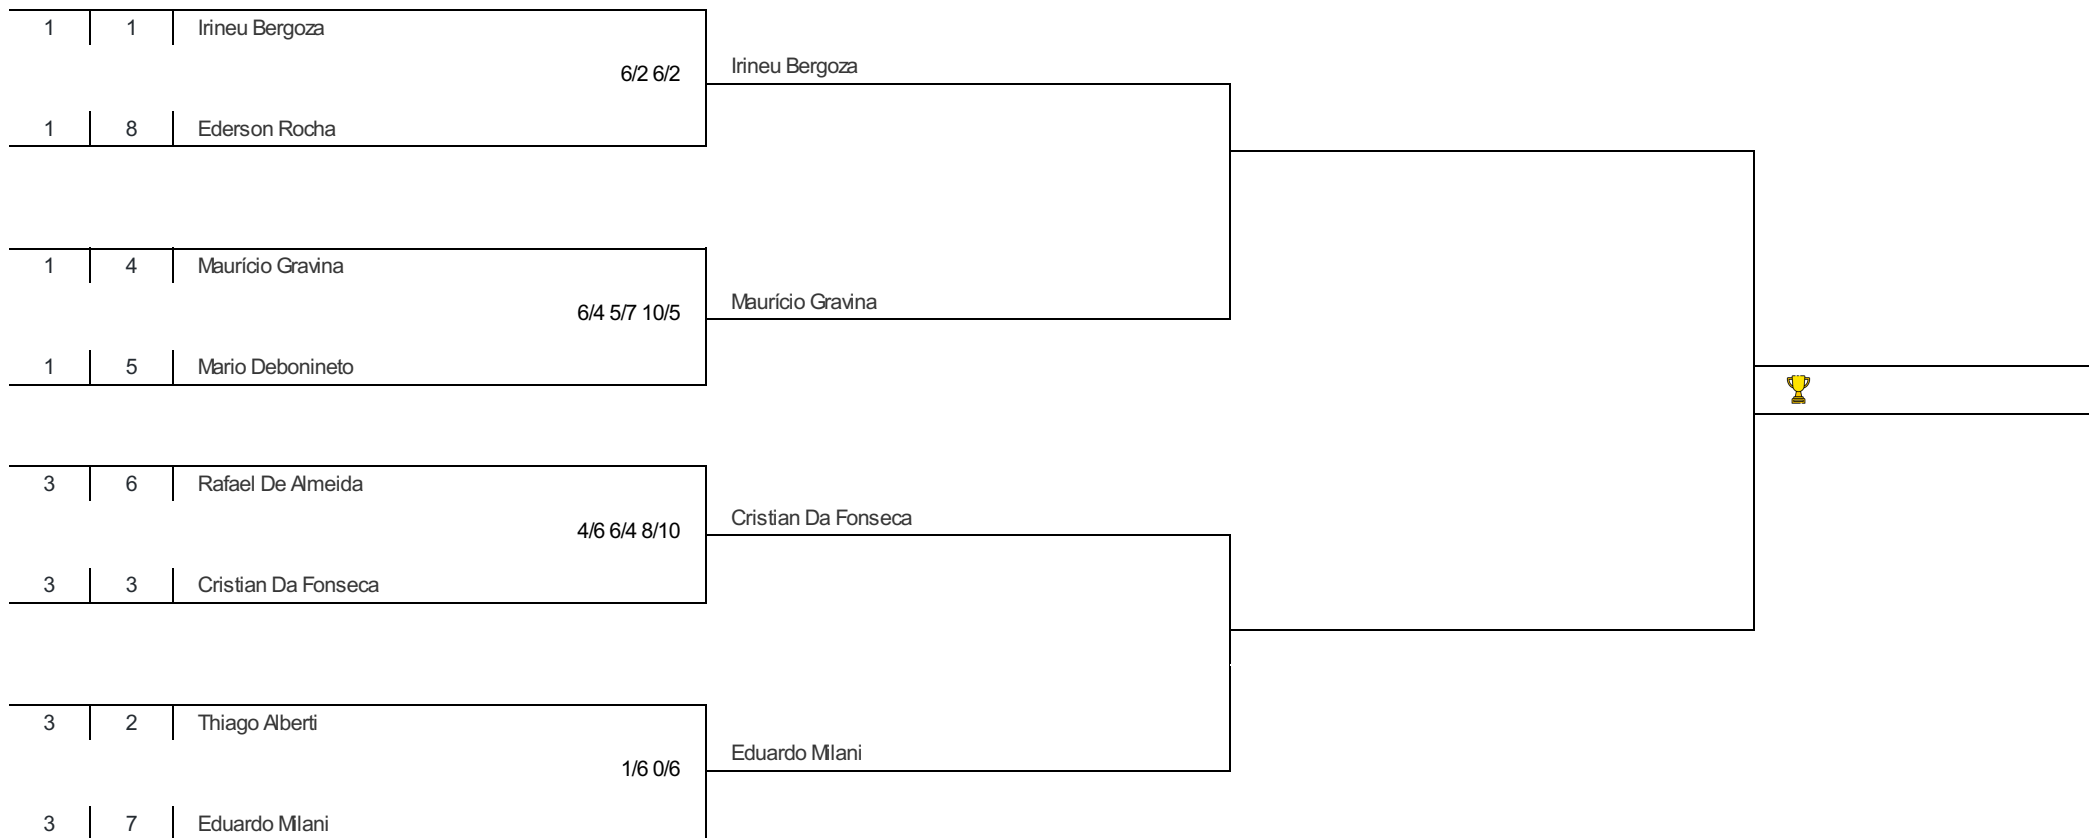 1 1 Irineu Bergoza
6/2 6/2
Irineu Bergoza
1 8 Ederson Rocha
1 4 Maurício Gravina
6/4 5/7 10/5
Maurício Gravina
1 5 Mario Debonineto
3 6 Rafael De Almeida
4/6 6/4 8/10
Cristian Da Fonseca
3 3 Cristian Da Fonseca
3 2 Thiago Alberti
1/6 0/6
Eduardo Milani
3 7 Eduardo Milani